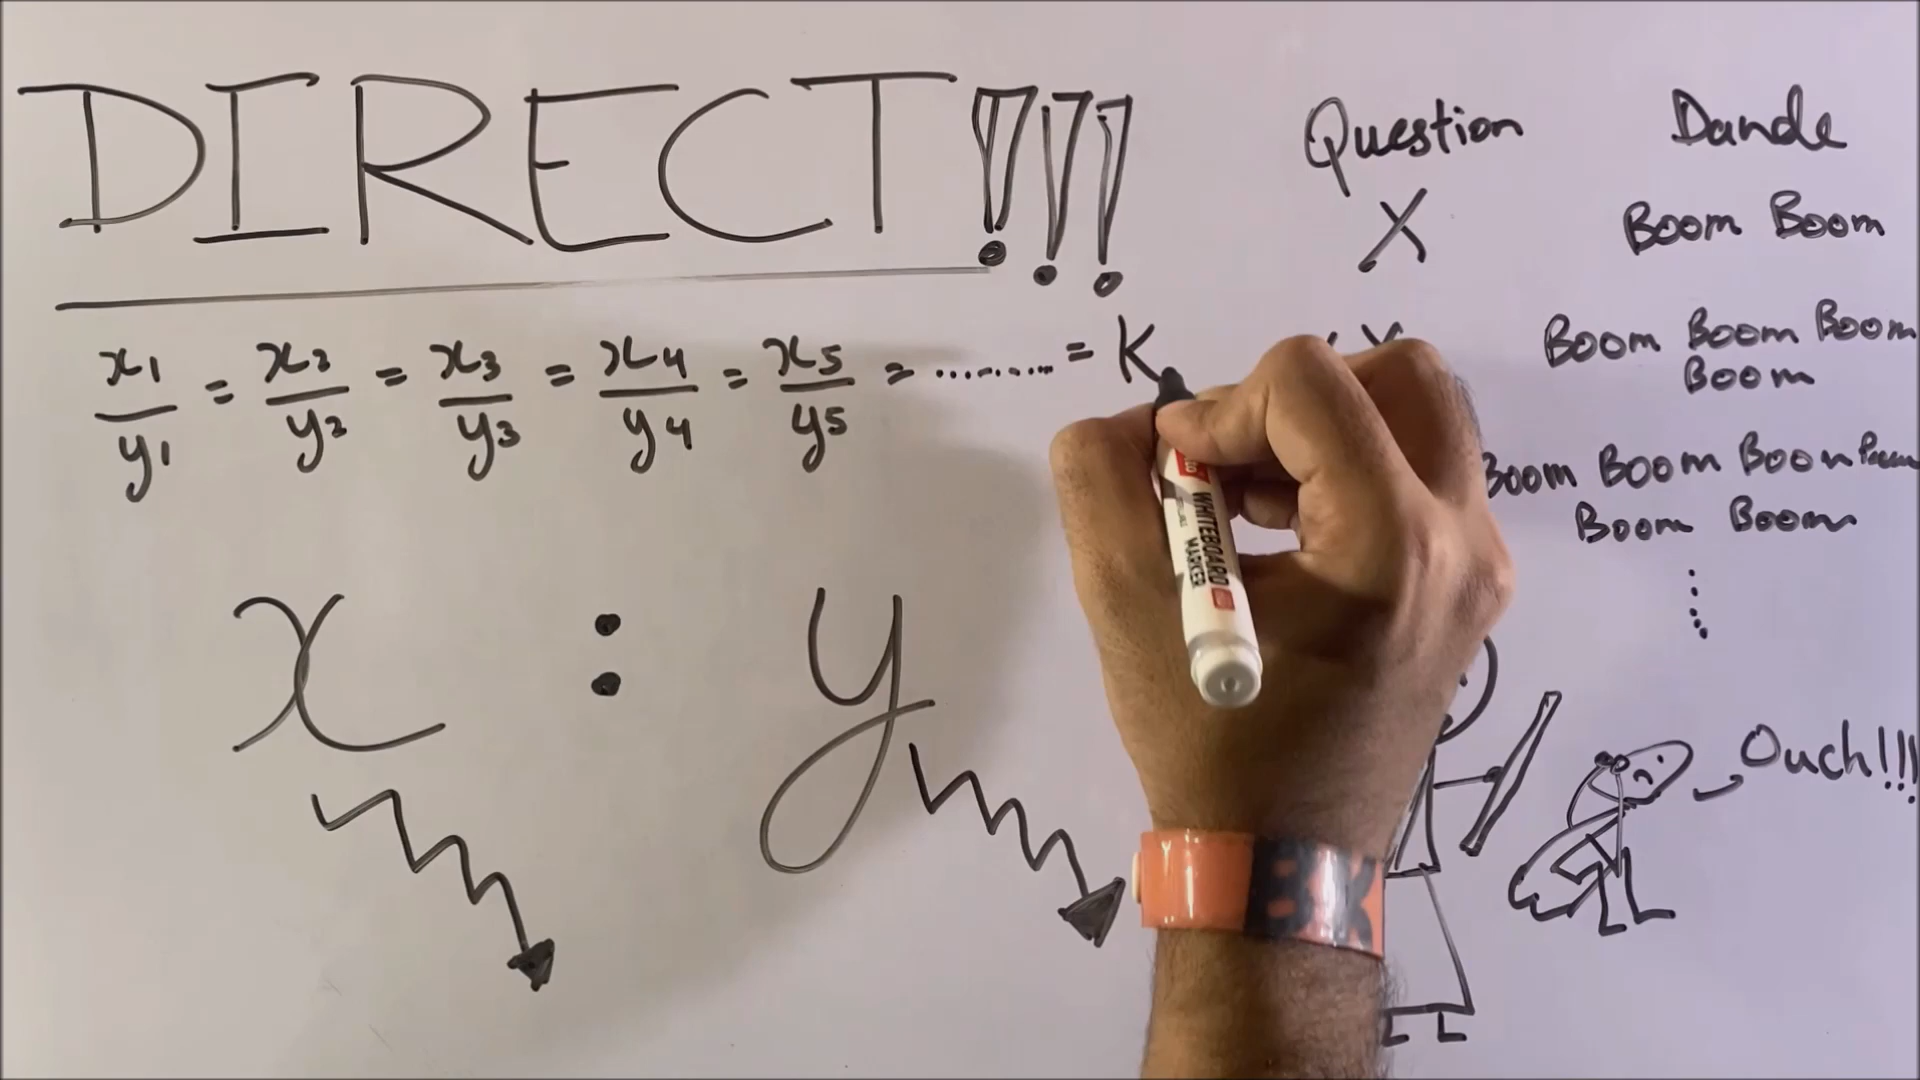 DIRECT!!!
x1/y1 = x2/y2 = x3/y3 = x4/y4 = x5/y5 = .......... = K
x : y
Question Dande
X Boom Boom
X Boom Boom Boom
Boom
Boom Boom Boom
Boom Boom
Ouch!!!
WHITEBOARD
MARKER